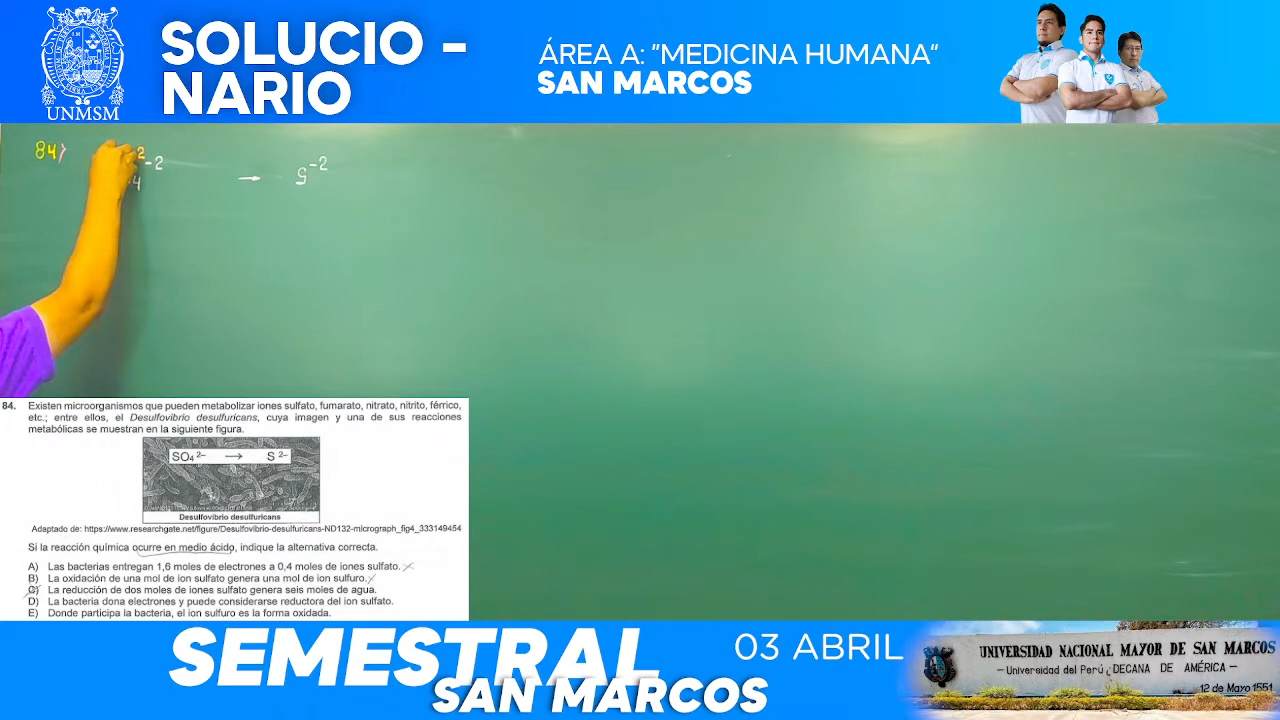 UNMSM
SOLUCIO -
NARIO
ÁREA A: "MEDICINA HUMANA"
SAN MARCOS
84)
2
-2
4
→ S-2
84. Existen microorganismos que pueden metabolizar iones sulfato, fumarato, nitrato, nitrito, férrico,
etc.; entre ellos, el Desulfovibrio desulfuricans, cuya imagen y una de sus reacciones
metabólicas se muestran en la siguiente figura.
SO4 2– → S 2–
Desulfovibrio desulfuricans
Adaptado de: https://www.researchgate.net/figure/Desulfovibrio-desulfuricans-ND132-micrograph_fig4_333149454
Si la reacción química ocurre en medio ácido, indique la alternativa correcta.
A) Las bacterias entregan 1,6 moles de electrones a 0,4 moles de iones sulfato.
B) La oxidación de una mol de ion sulfato genera una mol de ion sulfuro.
C) La reducción de dos moles de iones sulfato genera seis moles de agua.
D) La bacteria dona electrones y puede considerarse reductora del ion sulfato.
E) Donde participa la bacteria, el ion sulfuro es la forma oxidada.
SEMESTRAL
SAN MARCOS
03 ABRIL
UNIVERSIDAD NACIONAL MAYOR DE SAN MARCOS
—Universidad del Perú, DECANA DE AMÉRICA—
12 de Mayo 1551